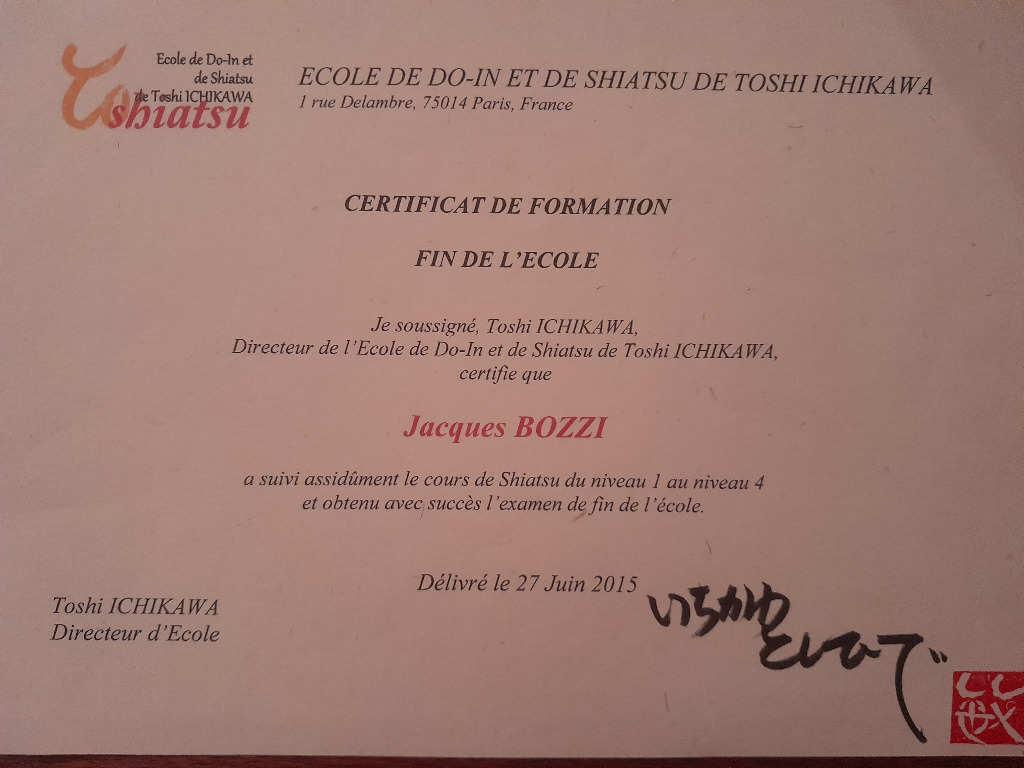 Ecole de Do-In et
de Shiatsu
de Toshi ICHIKAWA
Toshiatsu
ECOLE DE DO-IN ET DE SHIATSU DE TOSHI ICHIKAWA
1 rue Delambre, 75014 Paris, France
CERTIFICAT DE FORMATION
FIN DE L'ECOLE
Je soussigné, Toshi ICHIKAWA,
Directeur de l'Ecole de Do-In et de Shiatsu de Toshi ICHIKAWA,
certifie que
Jacques BOZZI
a suivi assidûment le cours de Shiatsu du niveau 1 au niveau 4
et obtenu avec succès l'examen de fin de l'école.
Délivré le 27 Juin 2015
Toshi ICHIKAWA
Directeur d'Ecole
いちかわ
としひで